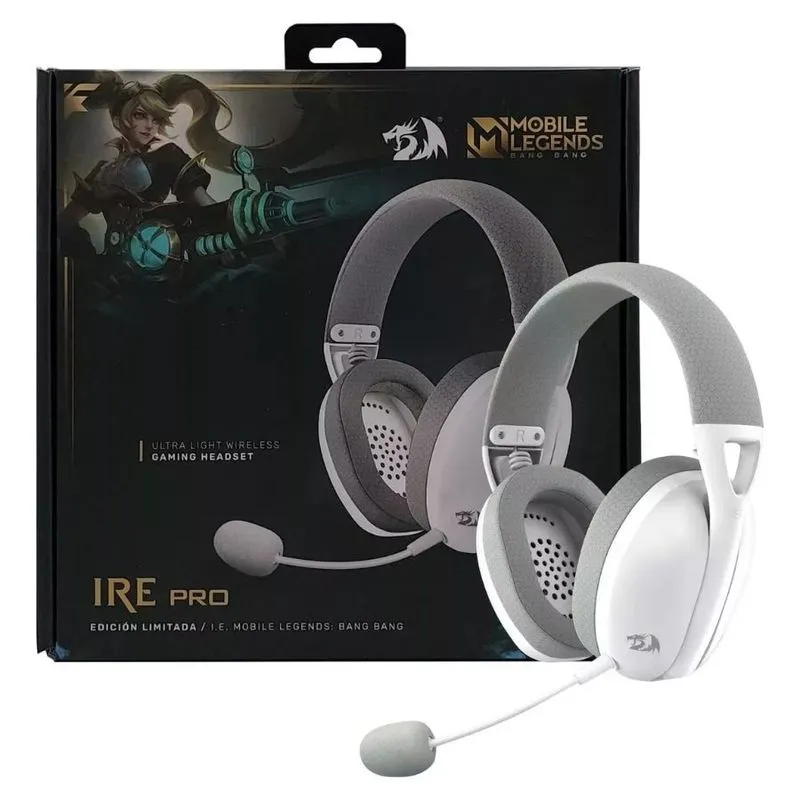 MOBILE
LEGENDS
BANG BANG
R
R
ULTRA LIGHT WIRELESS
GAMING HEADSET
IRE PRO
EDICIÓN LIMITADA / I.E. MOBILE LEGENDS: BANG BANG